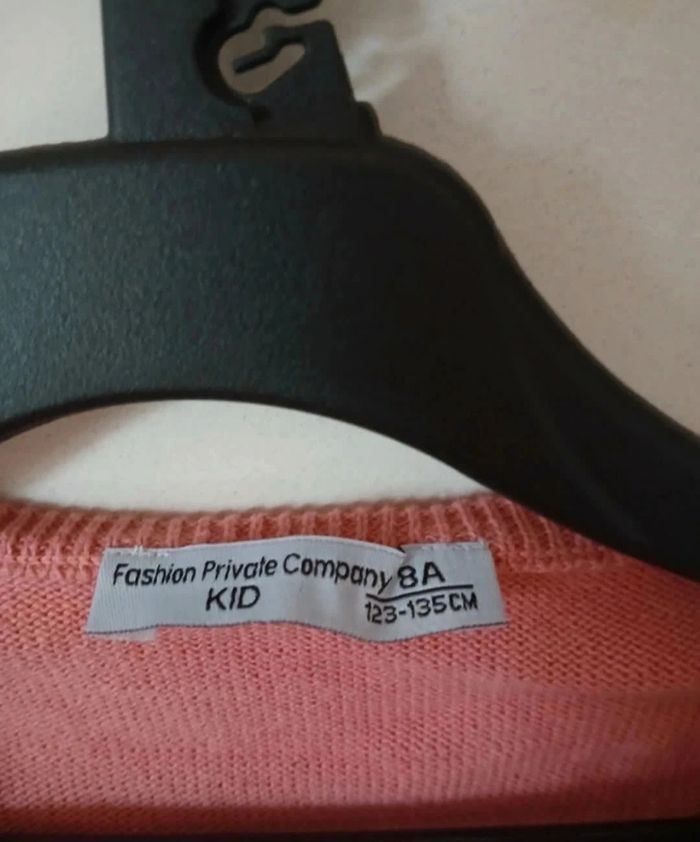 Fashion Private Company 8A
KID 123-135CM